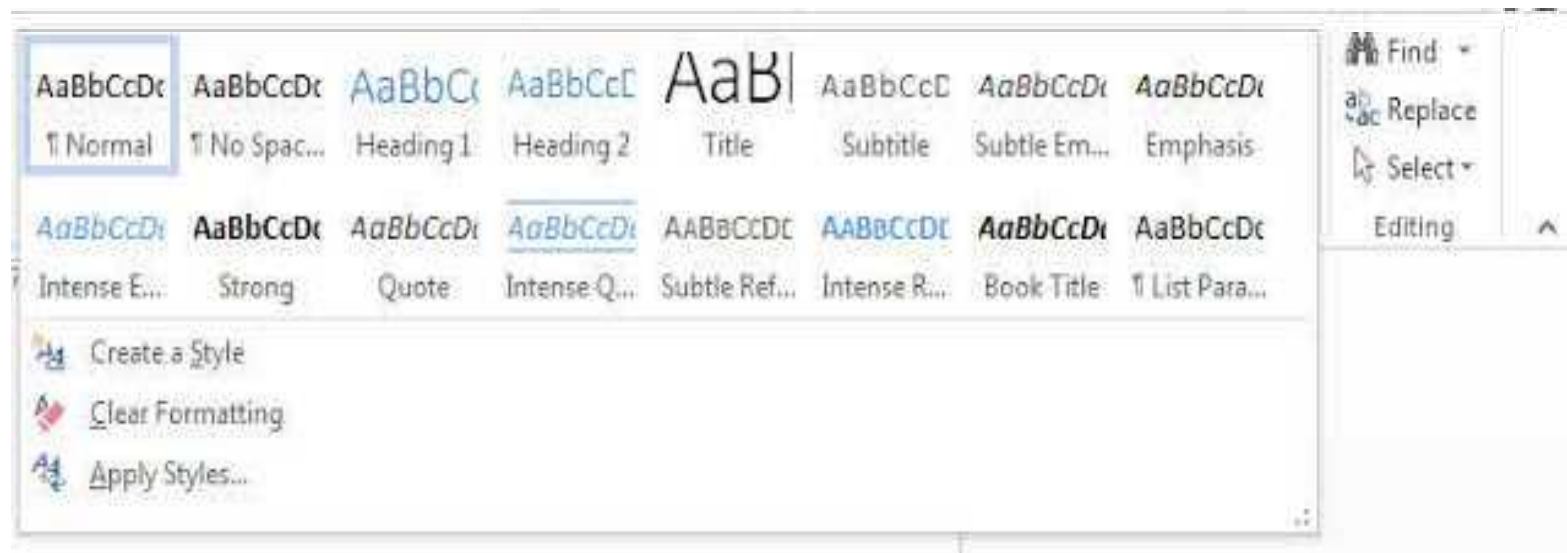 AaBbCcDc AaBbCcDc AaBbCc AaBbCcD AaB AaBbCcD AaBbCcDc AaBbCcDc
¶ Normal ¶ No Spac... Heading 1 Heading 2 Title Subtitle Subtle Em... Emphasis
AaBbCcDc AaBbCcDc AaBbCcDc AaBbCcDc AABBCCDC AABBCCDC AaBbCcDc AaBbCcDc
Intense E... Strong Quote Intense Q... Subtle Ref... Intense R... Book Title ¶ List Para...
Create a Style
Clear Formatting
Apply Styles...
Find
Replace
Select
Editing